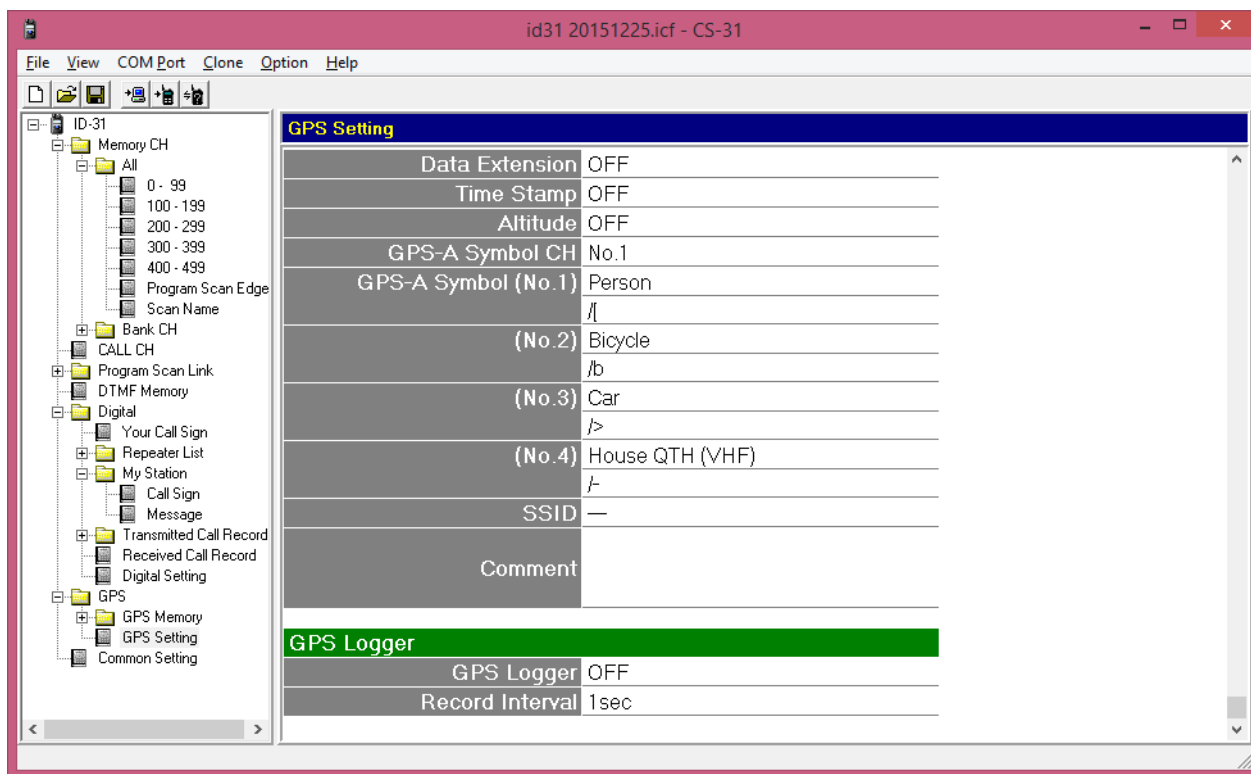 id31 20151225.icf - CS-31
File View COM Port Clone Option Help
ID-31
Memory CH
All
0 - 99
100 - 199
200 - 299
300 - 399
400 - 499
Program Scan Edge
Scan Name
Bank CH
CALL CH
Program Scan Link
DTMF Memory
Digital
Your Call Sign
Repeater List
My Station
Call Sign
Message
Transmitted Call Record
Received Call Record
Digital Setting
GPS
GPS Memory
GPS Setting
Common Setting
GPS Setting
Data Extension OFF
Time Stamp OFF
Altitude OFF
GPS-A Symbol CH No.1
GPS-A Symbol (No.1) Person
/[
(No.2) Bicycle
/b
(No.3) Car
/>
(No.4) House QTH (VHF)
/-
SSID —
Comment
GPS Logger
GPS Logger OFF
Record Interval 1sec